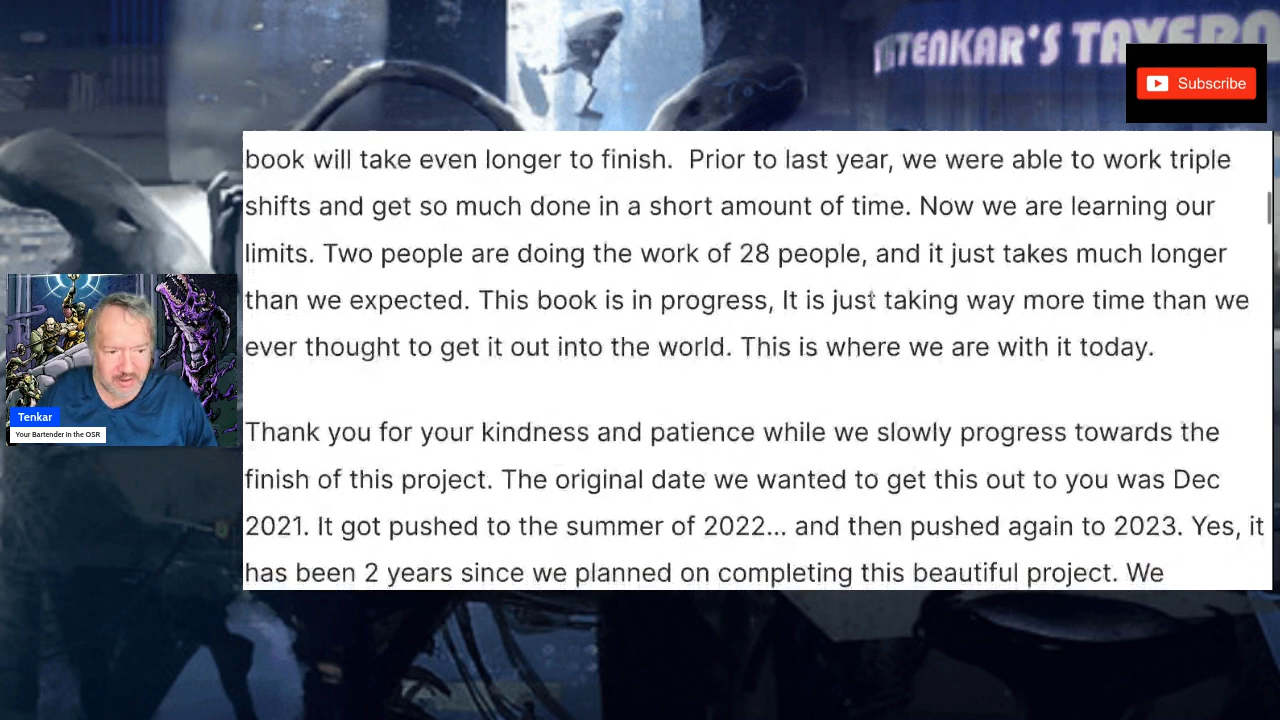 TENKAR'S TAVERN
Subscribe
book will take even longer to finish.  Prior to last year, we were able to work triple
shifts and get so much done in a short amount of time. Now we are learning our
limits. Two people are doing the work of 28 people, and it just takes much longer
than we expected. This book is in progress, It is just taking way more time than we
ever thought to get it out into the world. This is where we are with it today.
Thank you for your kindness and patience while we slowly progress towards the
finish of this project. The original date we wanted to get this out to you was Dec
2021. It got pushed to the summer of 2022... and then pushed again to 2023. Yes, it
has been 2 years since we planned on completing this beautiful project. We
Tenkar
Your Bartender in the OSR